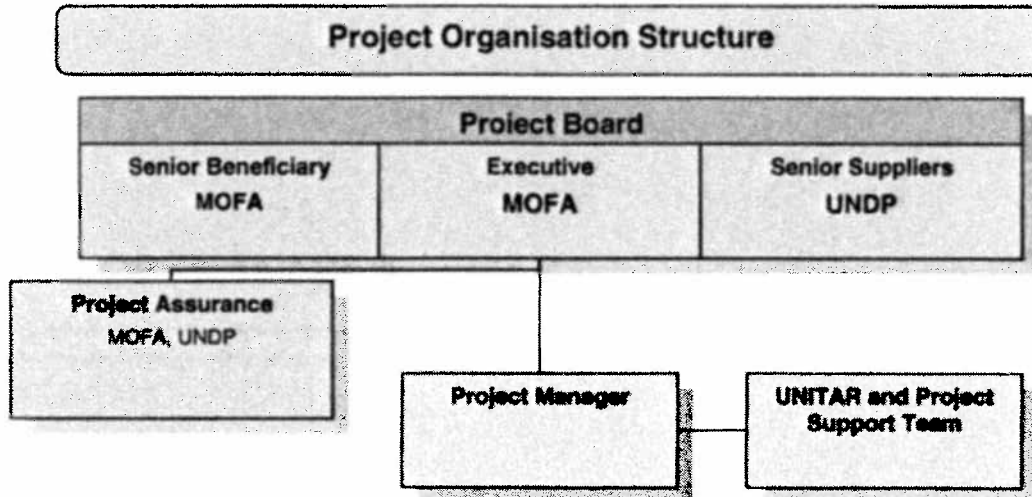 Project Organisation Structure
Project Board
Senior Beneficiary
MOFA
Executive
MOFA
Senior Suppliers
UNDP
Project Assurance
MOFA, UNDP
Project Manager
UNITAR and Project
Support Team